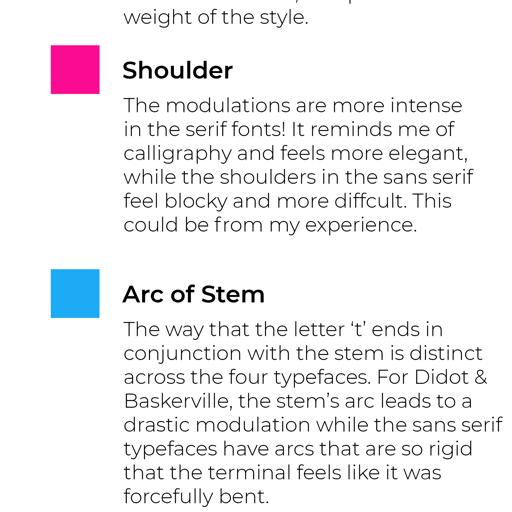 weight of the style.
Shoulder
The modulations are more intense
in the serif fonts! It reminds me of
calligraphy and feels more elegant,
while the shoulders in the sans serif
feel blocky and more diffcult. This
could be from my experience.
Arc of Stem
The way that the letter ‘t’ ends in
conjunction with the stem is distinct
across the four typefaces. For Didot &
Baskerville, the stem’s arc leads to a
drastic modulation while the sans serif
typefaces have arcs that are so rigid
that the terminal feels like it was
forcefully bent.